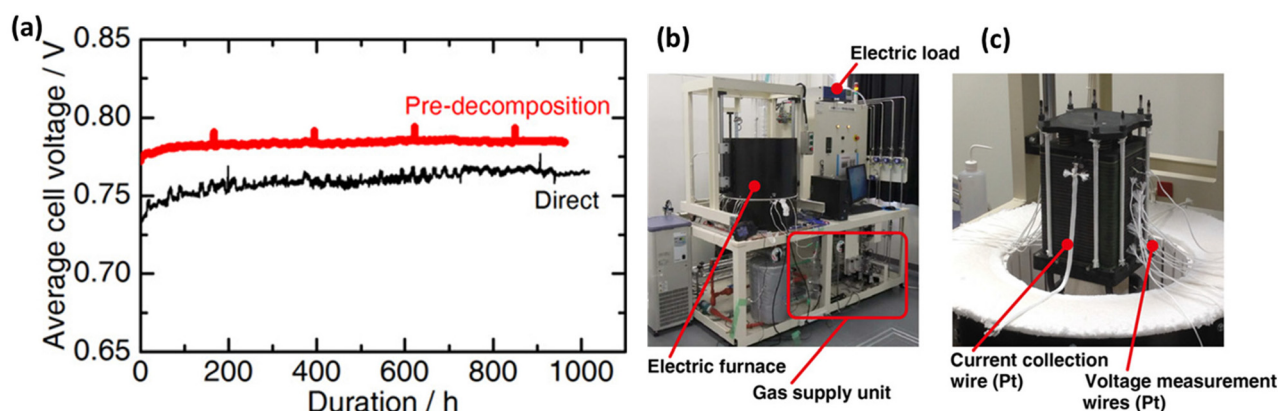 (a)
Average cell voltage / V
0.85
0.80
0.75
0.70
0.65
Pre-decomposition
Direct
0
200
400
600
800
1000
Duration / h
(b)
Electric load
Electric furnace
Gas supply unit
(c)
Current collection
wire (Pt)
Voltage measurement
wires (Pt)